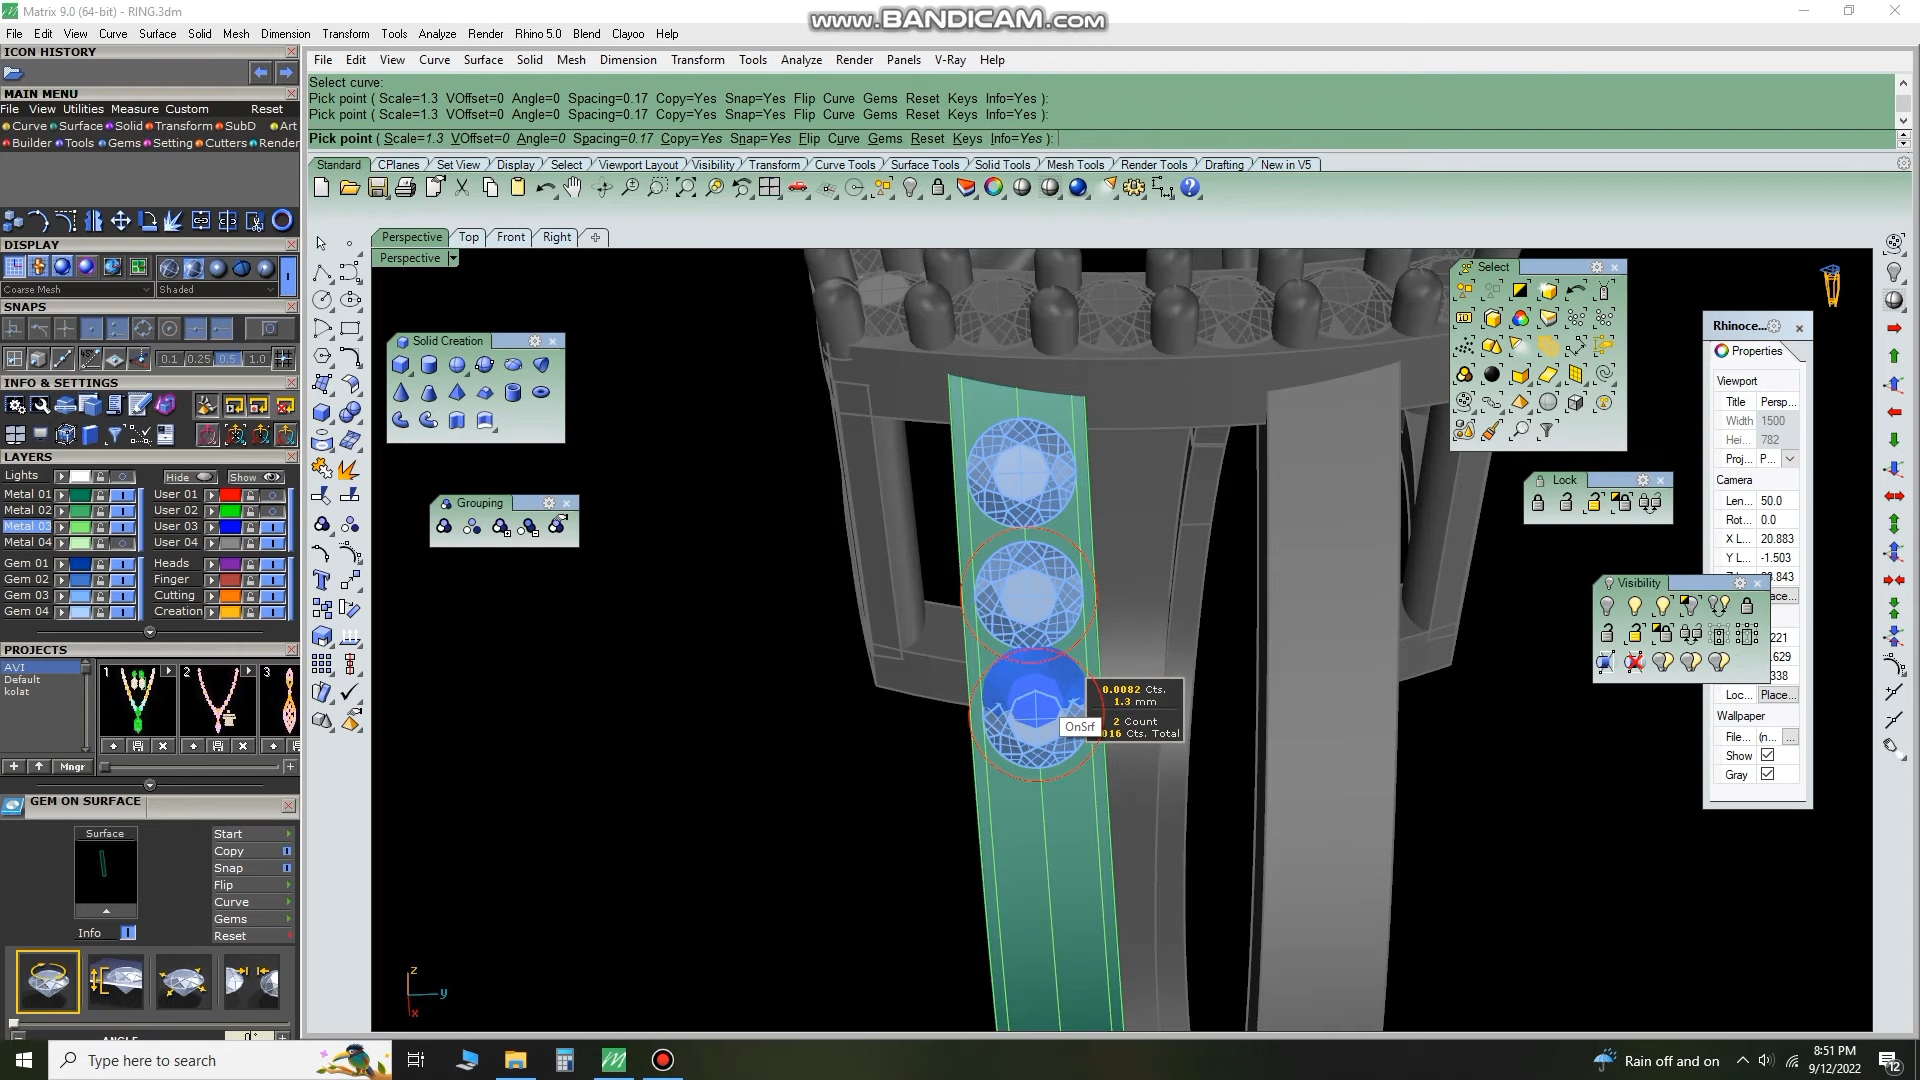 Matrix 9.0 (64-bit) - RING.3dm
www.BANDICAM.com
File Edit View Curve Surface Solid Mesh Dimension Transform Tools Analyze Render Rhino 5.0 Blend Clayoo Help
ICON HISTORY
MAIN MENU
File View Utilities Measure Custom Reset
Curve Surface Solid Transform SubD Art
Builder Tools Gems Setting Cutters Render
DISPLAY
Coarse Mesh Shaded
SNAPS
0.1 0.25 0.5 1.0
INFO & SETTINGS
LAYERS
Lights Hide Show
Metal 01 User 01
Metal 02 User 02
Metal 03 User 03
Metal 04 User 04
Gem 01 Heads
Gem 02 Finger
Gem 03 Cutting
Gem 04 Creation
PROJECTS
AVI
Default
kolat
1 2 3
Mngr
GEM ON SURFACE
Surface
Info
Start
Copy
Snap
Flip
Curve
Gems
Reset
File Edit View Curve Surface Solid Mesh Dimension Transform Tools Analyze Render Panels V-Ray Help
Select curve:
Pick point ( Scale=1.3 VOffset=0 Angle=0 Spacing=0.17 Copy=Yes Snap=Yes Flip Curve Gems Reset Keys Info=Yes ):
Pick point ( Scale=1.3 VOffset=0 Angle=0 Spacing=0.17 Copy=Yes Snap=Yes Flip Curve Gems Reset Keys Info=Yes ):
Pick point ( Scale=1.3 VOffset=0 Angle=0 Spacing=0.17 Copy=Yes Snap=Yes Flip Curve Gems Reset Keys Info=Yes ):
Standard CPlanes Set View Display Select Viewport Layout Visibility Transform Curve Tools Surface Tools Solid Tools Mesh Tools Render Tools Drafting New in V5
Perspective Top Front Right
Perspective
Solid Creation
Grouping
0.0082 Cts.
1.3 mm
2 Count
016 Cts. Total
OnSrf
z
y
x
Select
Lock
Visibility
Rhinoce...
Properties
Viewport
Title Persp...
Width 1500
Hei... 782
Proj... P...
Camera
Len... 50.0
Rot... 0.0
X L... 20.883
Y L... -1.503
Loc... Place...
Wallpaper
File... (n... ...
Show
Gray
Type here to search
Rain off and on
8:51 PM
9/12/2022
12